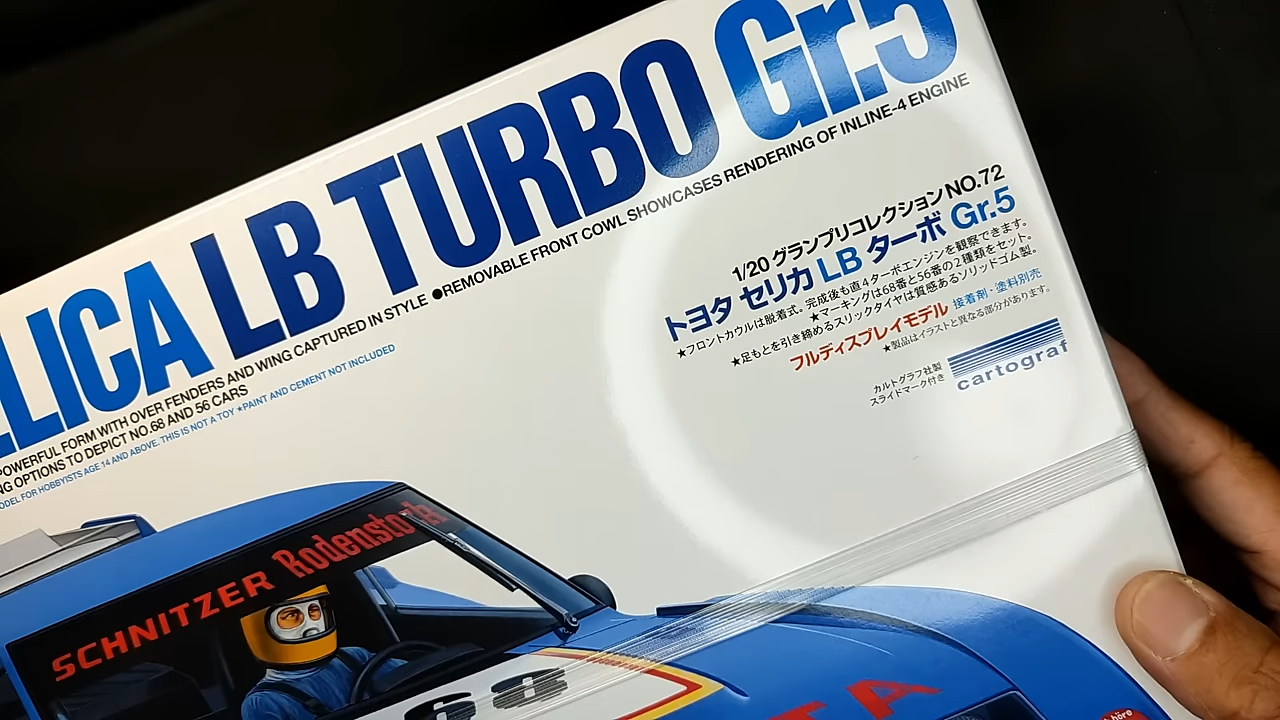 LICA LB TURBO Gr.5
POWERFUL FORM WITH OVER FENDERS AND WING CAPTURED IN STYLE ●REMOVABLE FRONT COWL SHOWCASES RENDERING OF INLINE-4 ENGINE
NG OPTIONS TO DEPICT NO.68 AND 56 CARS
ODEL FOR HOBBYISTS AGE 14 AND ABOVE. THIS IS NOT A TOY *PAINT AND CEMENT NOT INCLUDED
1/20 グランプリコレクション NO.72
トヨタ セリカ LB ターボ Gr.5
★フロントカウルは脱着式。完成後も直4ターボエンジンを観察できます。
★マーキングは68番と56番の2種類をセット。
★足もとを引き締めるスリックタイヤは質感あるソリッドゴム製。
フルディスプレイモデル 接着剤・塗料別売
★製品はイラストと異なる部分があります。
カルトグラフ社製
スライドマーク付き
cartograf
SCHNITZER Rodenstock
68
TA